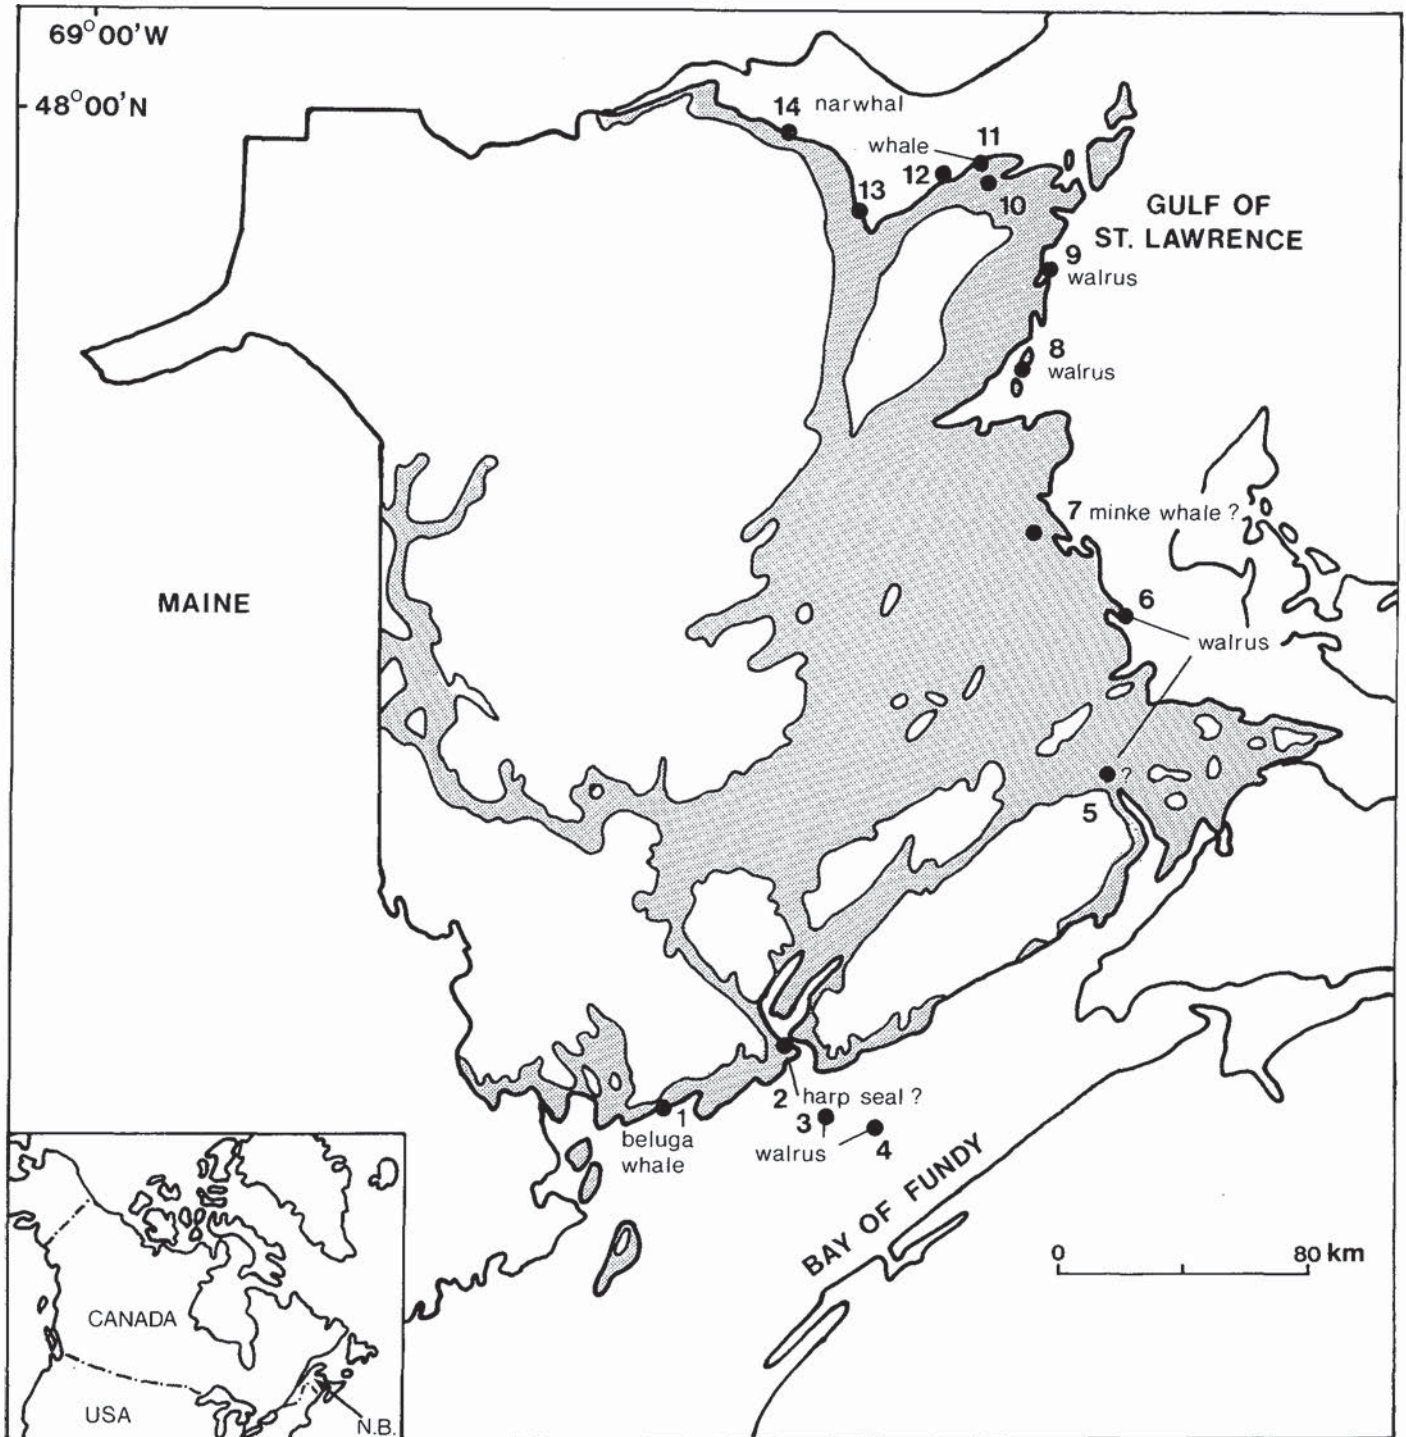 69°00'W
48°00'N
14 narwhal
whale 11
12
13
10
GULF OF
ST. LAWRENCE
9
walrus
8
walrus
7 minke whale ?
MAINE
6
walrus
?
5
2 harp seal ?
3
1
beluga
whale
walrus
4
BAY OF FUNDY
0 80 km
CANADA
USA
N.B.